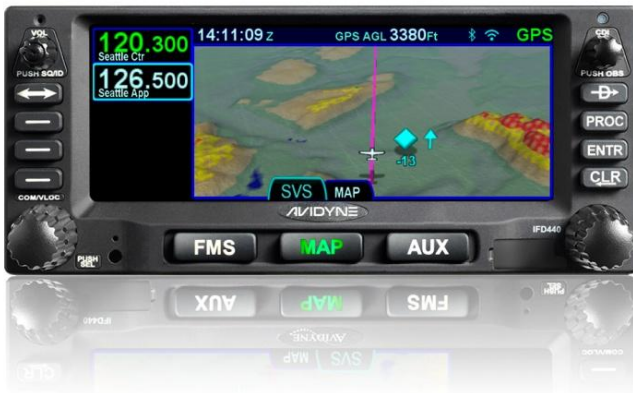 VOL
PUSH SQ/ID
120.300
Seattle Ctr
126.500
Seattle App
14:11:09 Z
GPS AGL 3380Ft
GPS
-13
SVS
MAP
CDI
PUSH OBS
D
PROC
ENTR
CLR
COM/VLOC
AVIDYNE
IFD440
PUSH SEL
FMS
MAP
AUX